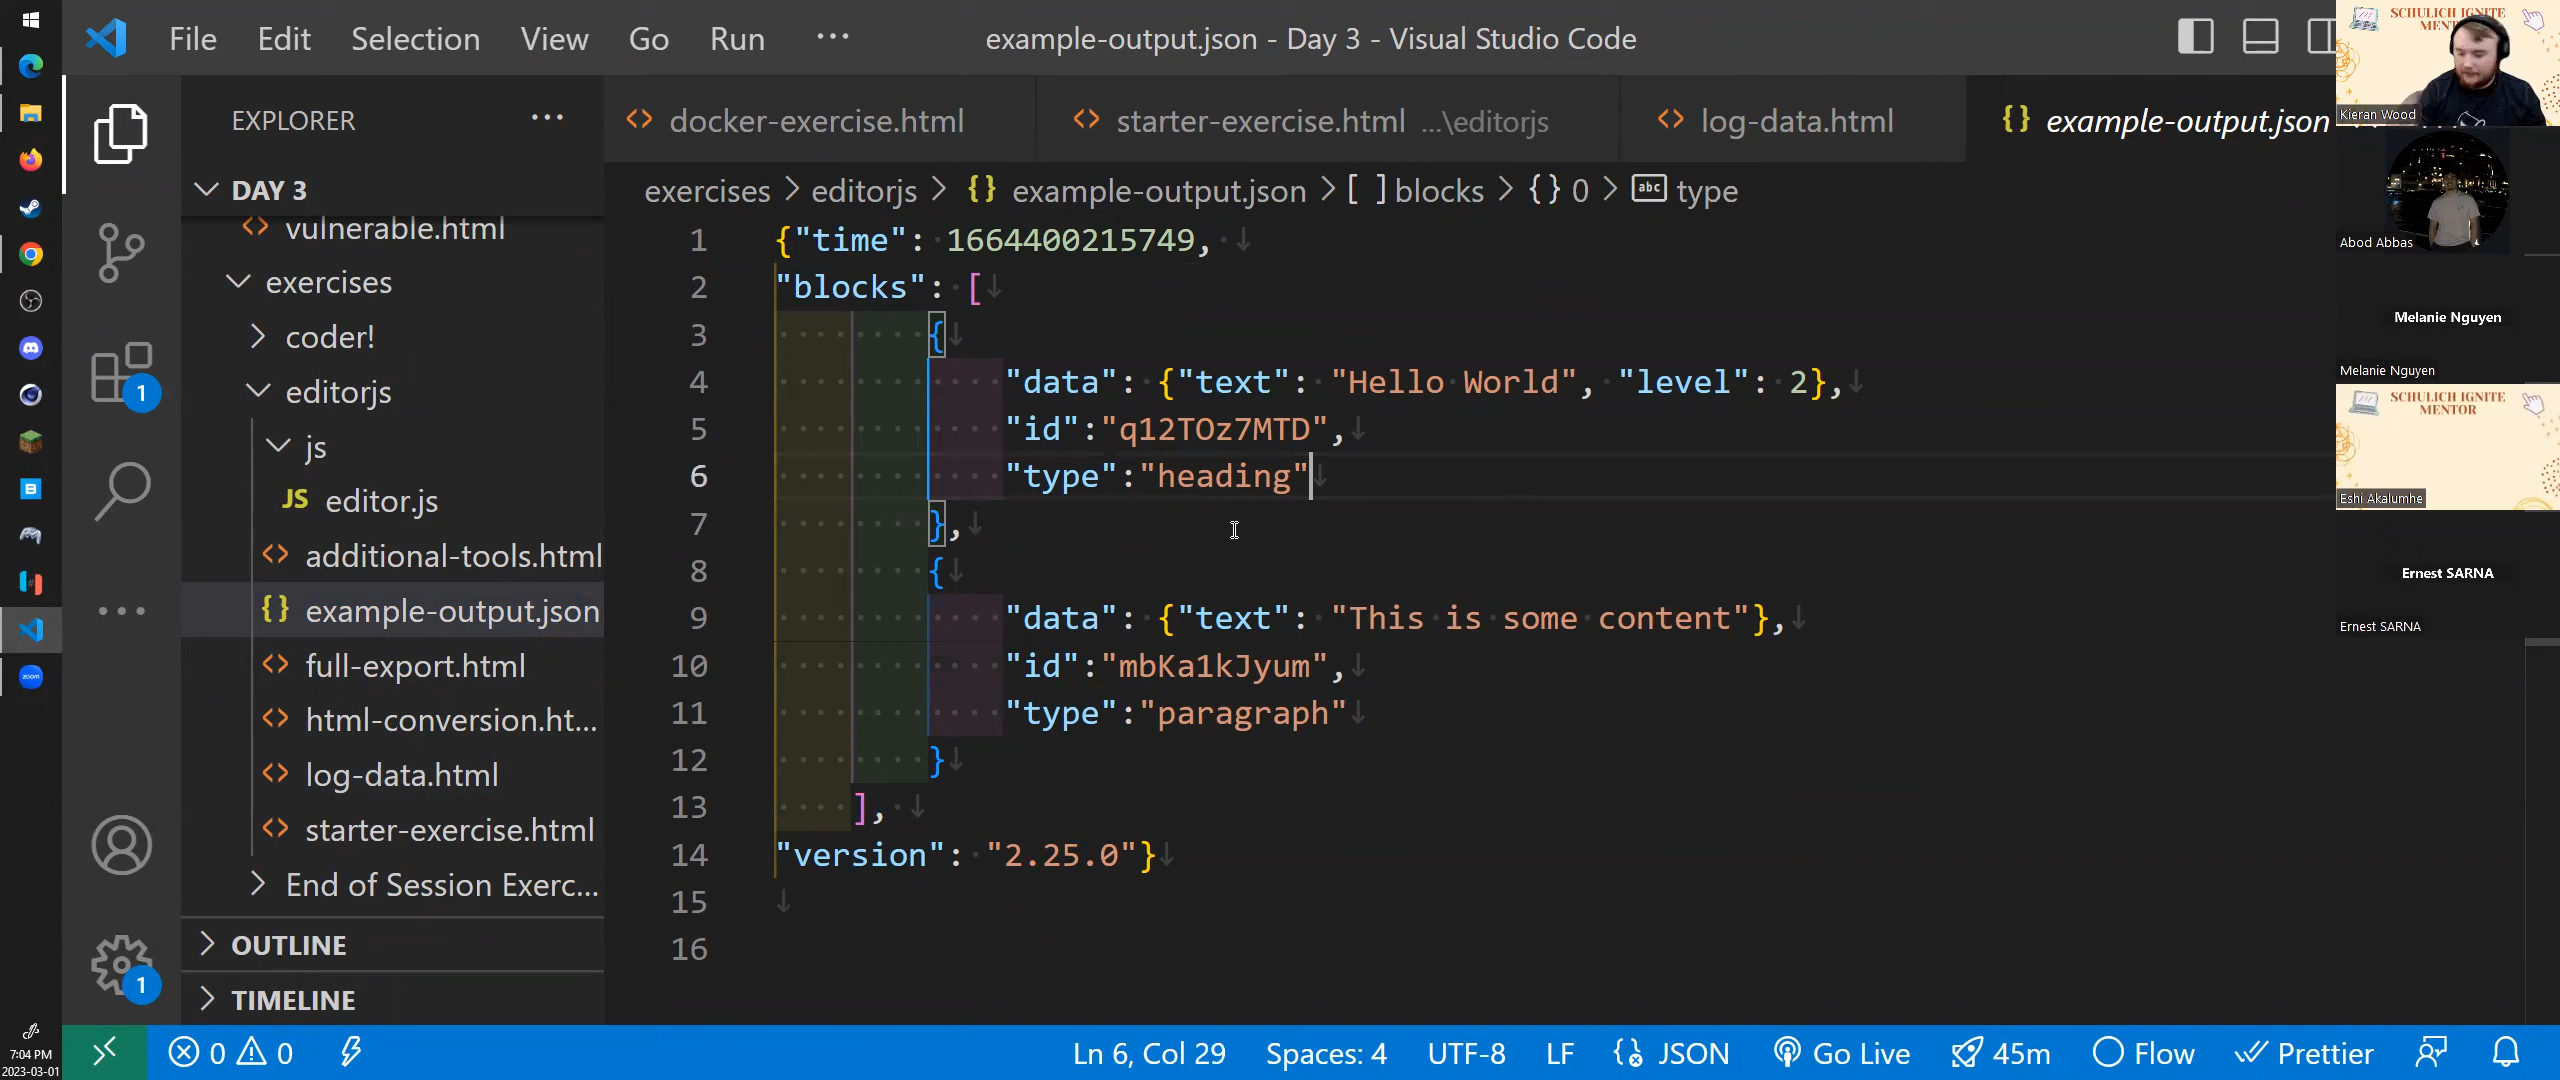 File Edit Selection View Go Run ··· example-output.json - Day 3 - Visual Studio Code
EXPLORER ···
docker-exercise.html
starter-exercise.html ...\editorjs
log-data.html
{} example-output.json
exercises > editorjs > {} example-output.json > [ ] blocks > {} 0 > abc type
DAY 3
vulnerable.html
exercises
coder!
editorjs
js
JS editor.js
additional-tools.html
{} example-output.json
full-export.html
html-conversion.ht...
log-data.html
starter-exercise.html
End of Session Exerc...
OUTLINE
TIMELINE
1
1
1 {"time": 1664400215749,
2 "blocks": [
3 {
4 "data": {"text": "Hello World", "level": 2},
5 "id":"q12TOz7MTD",
6 "type":"heading"
7 },
8 {
9 "data": {"text": "This is some content"},
10 "id":"mbKa1kJyum",
11 "type":"paragraph"
12 }
13 ],
14 "version": "2.25.0"}
15
16
SCHULICH IGNITE
Kieran Wood
Abod Abbas
Melanie Nguyen
Melanie Nguyen
SCHULICH IGNITE
MENTOR
Eshi Akalumhe
Ernest SARNA
Ernest SARNA
zoom
7:04 PM
2023-03-01
0 0
Ln 6, Col 29 Spaces: 4 UTF-8 LF JSON Go Live 45m Flow Prettier